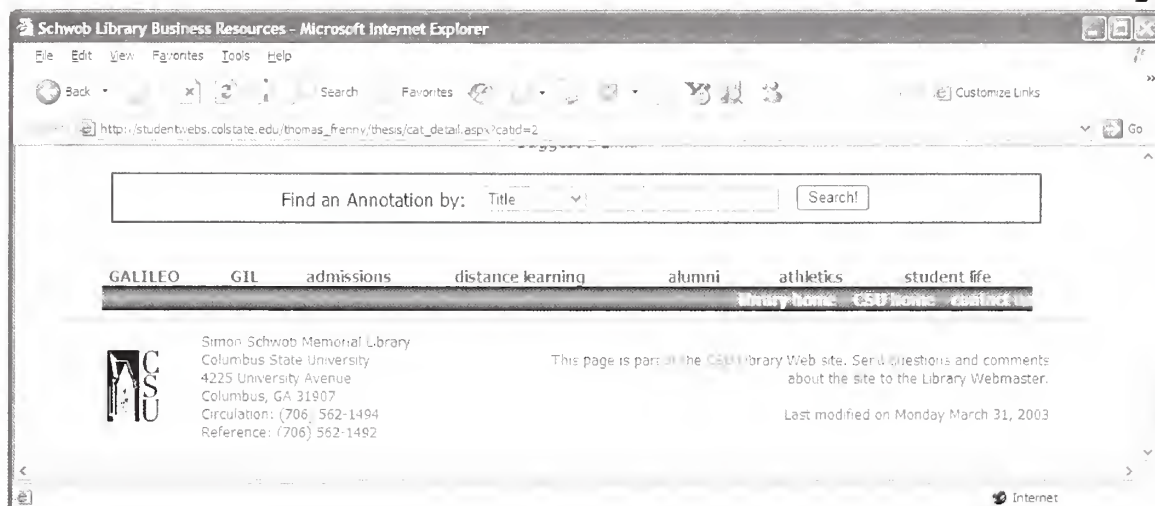 Schwob Library Business Resources - Microsoft Internet Explorer
File Edit View Favorites Tools Help
Back Search Favorites Customize Links
http://studentwebs.colstate.edu/thomas_frenny/thesis/cat_detail.aspx?catid=2 Go
Find an Annotation by: Title Search!
GALILEO GIL admissions distance learning alumni athletics student life
library home CSU home contact us
CSU
Simon Schwob Memorial Library
Columbus State University
4225 University Avenue
Columbus, GA 31907
Circulation: (706) 562-1494
Reference: (706) 562-1492
This page is part of the CSU Library Web site. Send questions and comments
about the site to the Library Webmaster.
Last modified on Monday March 31, 2003
Internet